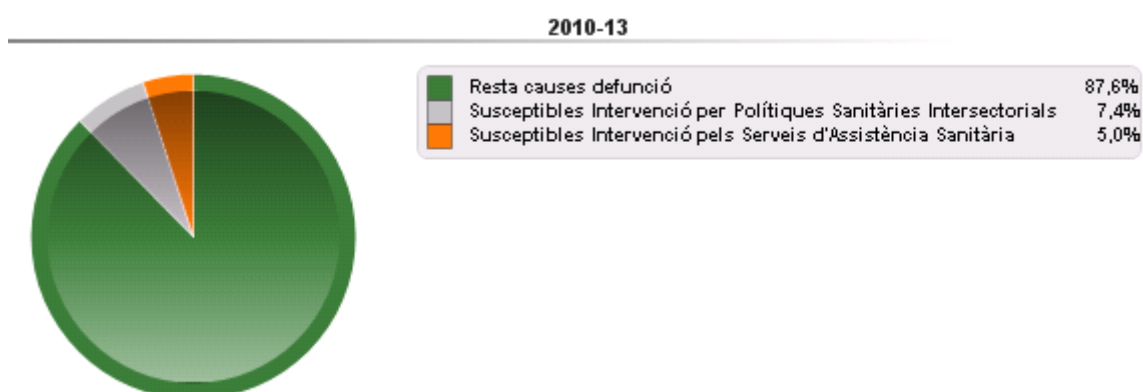 2010-13
Resta causes defunció 87,6%
Susceptibles Intervenció per Polítiques Sanitàries Intersectorials 7,4%
Susceptibles Intervenció pels Serveis d'Assistència Sanitària 5,0%